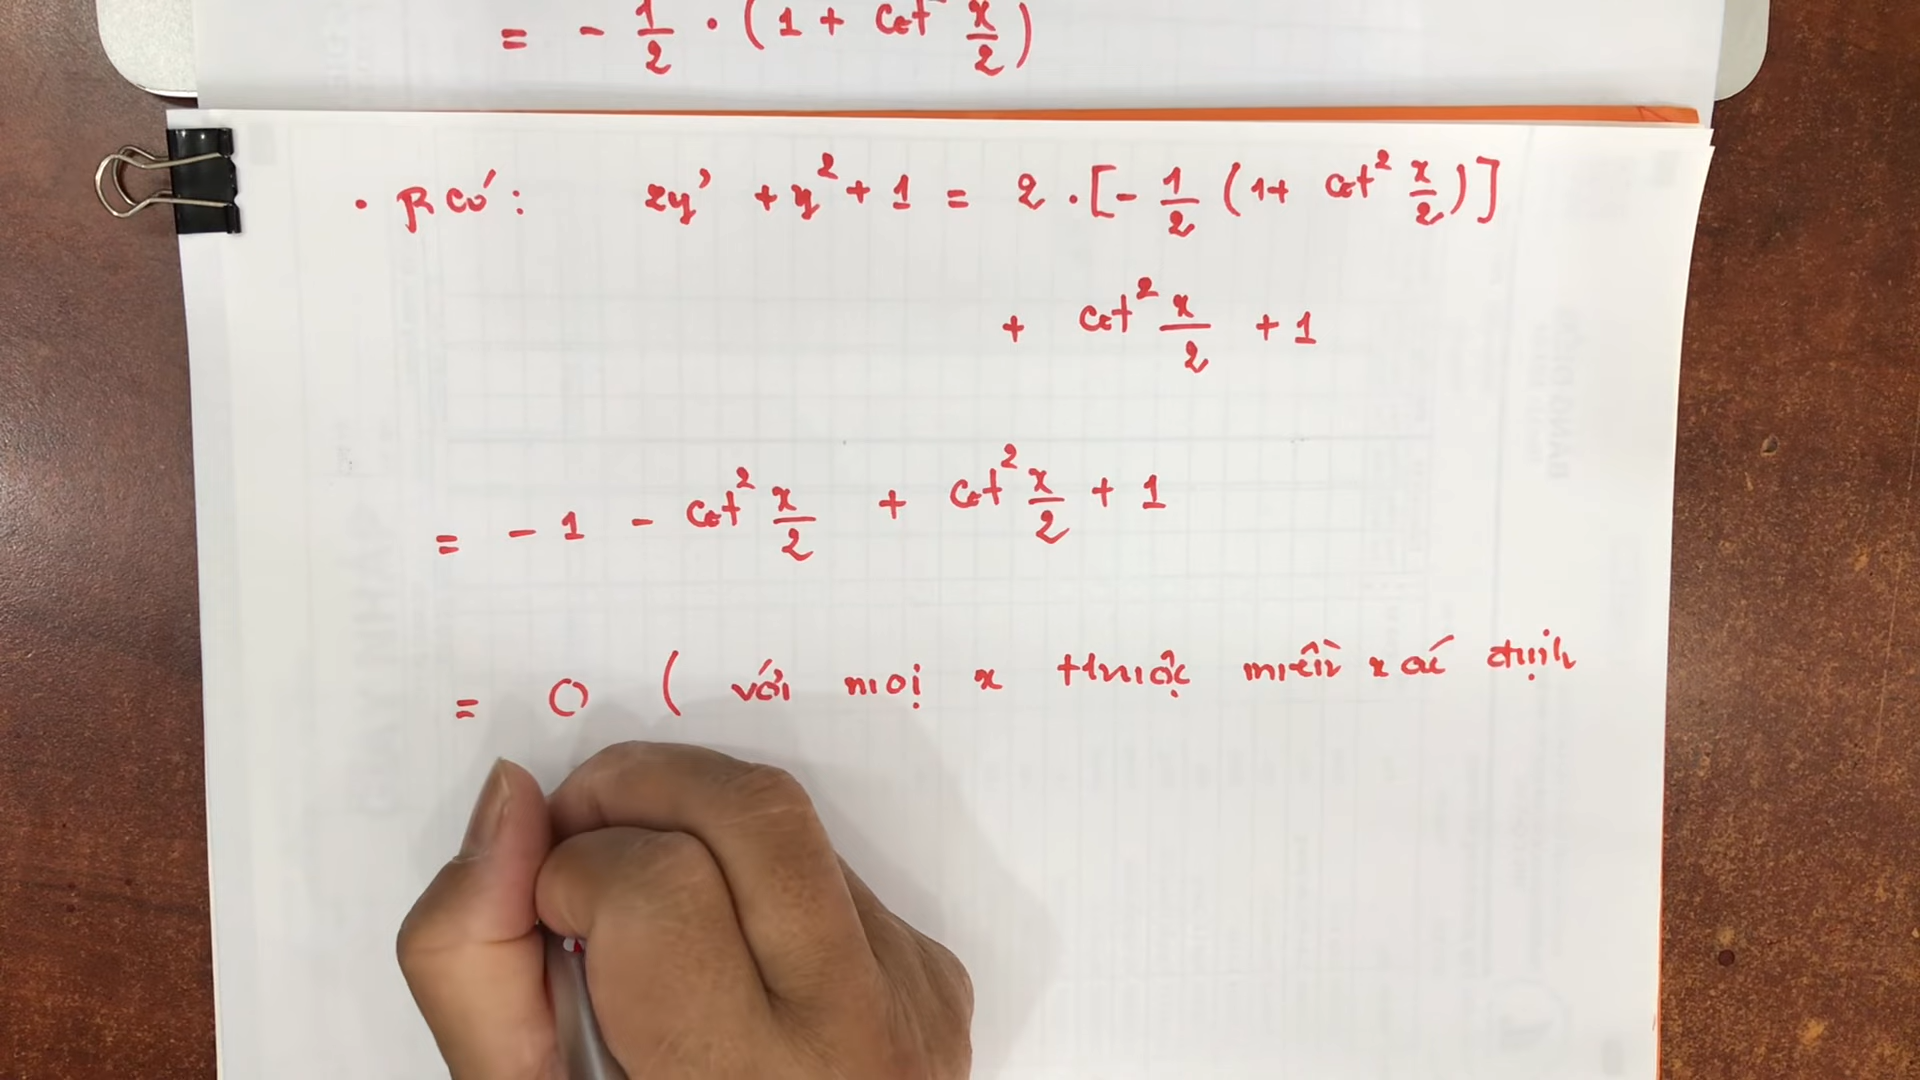 = - 1/2 · (1 + cot x/2)
· Ta có: 2y' + y² + 1 = 2 · [- 1/2 (1 + cot² x/2)]
+ cot² x/2 + 1
= - 1 - cot² x/2 + cot² x/2 + 1
= 0 ( với mọi x thuộc miền xác định